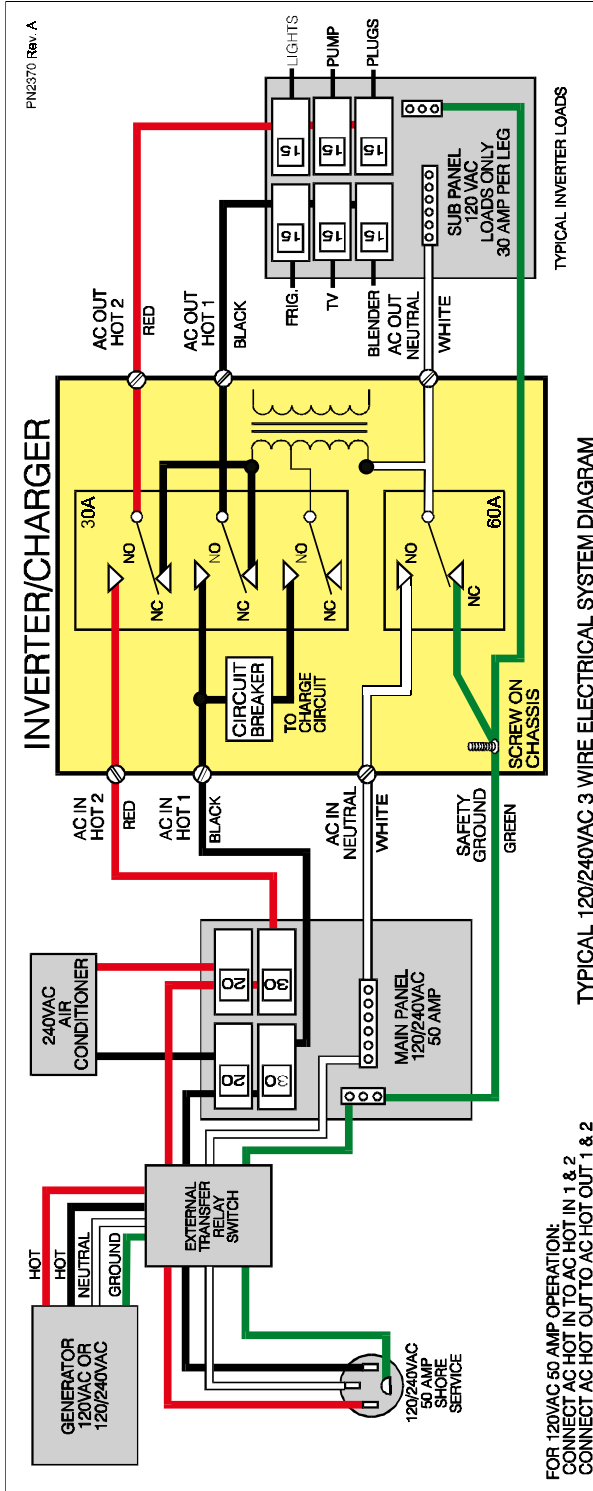 PN2370 Rev. A
INVERTER/CHARGER
GENERATOR
120VAC OR
120/240VAC
HOT
HOT
NEUTRAL
GROUND
EXTERNAL
TRANSFER
RELAY
SWITCH
120/240VAC
50 AMP
SHORE
SERVICE
240VAC
AIR
CONDITIONER
20
20
30
30
MAIN PANEL
120/240VAC
50 AMP
AC IN
HOT 2
RED
AC IN
HOT 1
BLACK
AC IN
NEUTRAL
WHITE
SAFETY
GROUND
GREEN
30A
NO
NC
NO
NC
NO
NC
CIRCUIT
BREAKER
TO
CHARGE
CIRCUIT
60A
NO
NC
SCREW ON
CHASSIS
AC OUT
HOT 2
RED
AC OUT
HOT 1
BLACK
AC OUT
NEUTRAL
WHITE
LIGHTS
PUMP
PLUGS
15
15
15
15
15
15
FRIG.
TV
BLENDER
SUB PANEL
120 VAC
LOADS ONLY
30 AMP PER LEG
TYPICAL INVERTER LOADS
FOR 120VAC 50 AMP OPERATION:
CONNECT AC HOT IN TO AC HOT IN 1 & 2
CONNECT AC HOT OUT TO AC HOT OUT 1 & 2
TYPICAL 120/240VAC 3 WIRE ELECTRICAL SYSTEM DIAGRAM